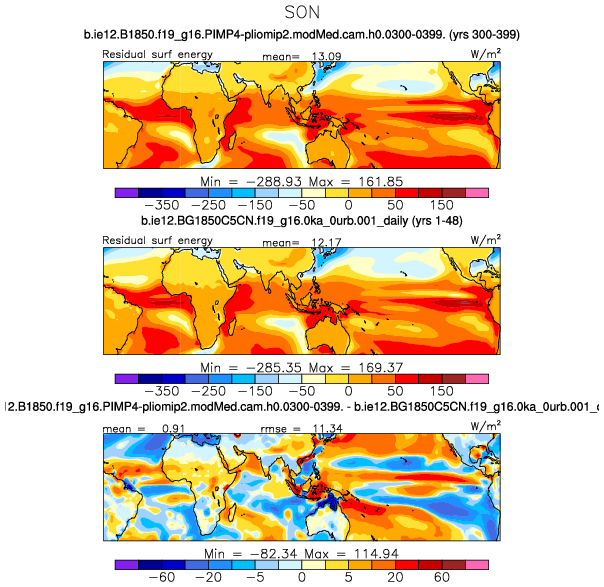 SON
b.ie12.B1850.f19_g16.PIMP4-pliomip2.modMed.cam.h0.0300-0399. (yrs 300-399)
Residual surf energy mean= 13.09 W/m²
Min = −288.93 Max = 161.85
−350 −250 −150 −50 0 50 150
b.ie12.BG1850C5CN.f19_g16.0ka_0urb.001_daily (yrs 1-48)
Residual surf energy mean= 12.17 W/m²
Min = −285.35 Max = 169.37
−350 −250 −150 −50 0 50 150
12.B1850.f19_g16.PIMP4-pliomip2.modMed.cam.h0.0300-0399. - b.ie12.BG1850C5CN.f19_g16.0ka_0urb.001_
mean = 0.91 rmse = 11.34 W/m²
Min = −82.34 Max = 114.94
−60 −20 −5 0 5 20 60